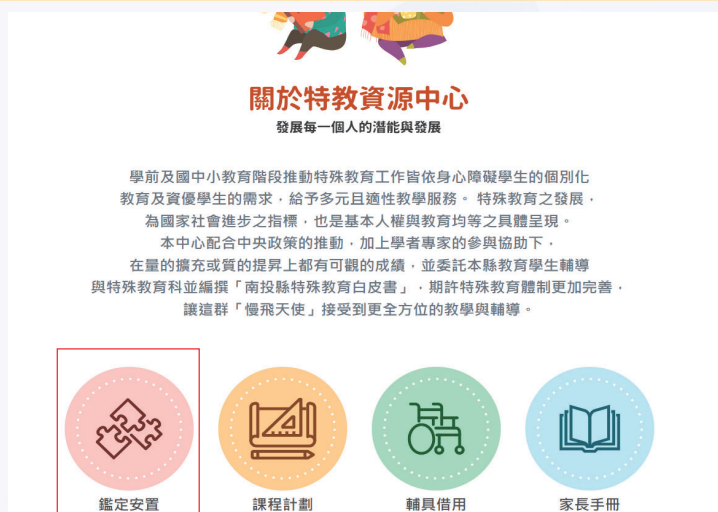 關於特教資源中心
發展每一個人的潛能與發展
學前及國中小教育階段推動特殊教育工作皆依身心障礙學生的個別化
教育及資優學生的需求，給予多元且適性教學服務。 特殊教育之發展，
為國家社會進步之指標，也是基本人權與教育均等之具體呈現。
本中心配合中央政策的推動，加上學者專家的參與協助下，
在量的擴充或質的提昇上都有可觀的成績，並委託本縣教育學生輔導
與特殊教育科並編撰「南投縣特殊教育白皮書」，期許特殊教育體制更加完善，
讓這群「慢飛天使」接受到更全方位的教學與輔導。
鑑定安置
課程計劃
輔具借用
家長手冊